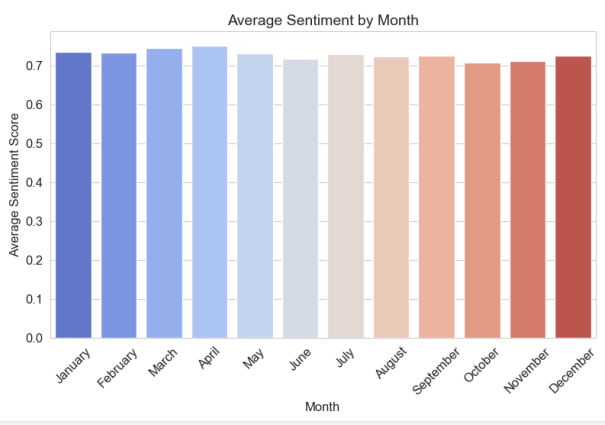 Average Sentiment by Month
Average Sentiment Score
0.7
0.6
0.5
0.4
0.3
0.2
0.1
0.0
January
February
March
April
May
June
July
August
September
October
November
December
Month